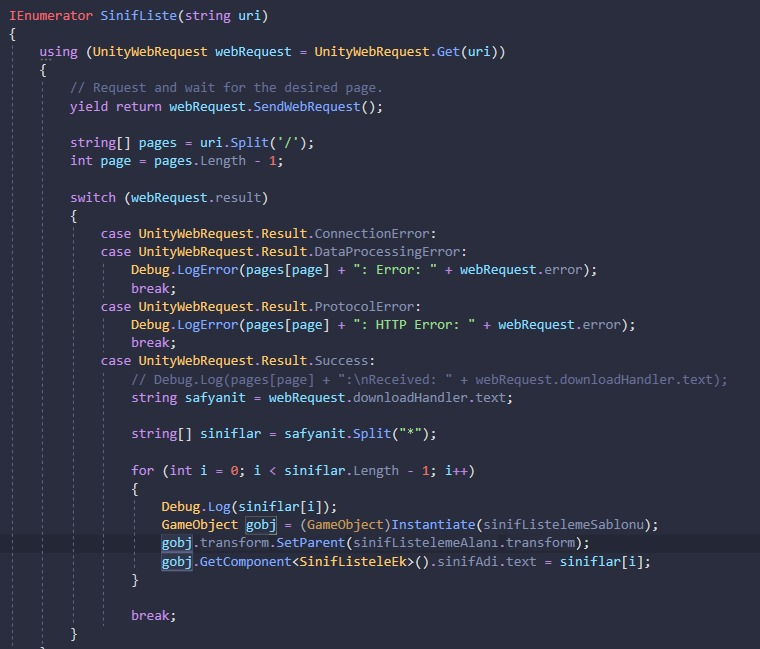 IEnumerator SinifListe(string uri)
{
using (UnityWebRequest webRequest = UnityWebRequest.Get(uri))
{
// Request and wait for the desired page.
yield return webRequest.SendWebRequest();
string[] pages = uri.Split('/');
int page = pages.Length - 1;
switch (webRequest.result)
{
case UnityWebRequest.Result.ConnectionError:
case UnityWebRequest.Result.DataProcessingError:
Debug.LogError(pages[page] + ": Error: " + webRequest.error);
break;
case UnityWebRequest.Result.ProtocolError:
Debug.LogError(pages[page] + ": HTTP Error: " + webRequest.error);
break;
case UnityWebRequest.Result.Success:
// Debug.Log(pages[page] + ":\nReceived: " + webRequest.downloadHandler.text);
string safyanit = webRequest.downloadHandler.text;
string[] siniflar = safyanit.Split("*");
for (int i = 0; i < siniflar.Length - 1; i++)
{
Debug.Log(siniflar[i]);
GameObject gobj = (GameObject)Instantiate(sinifListelemeSablonu);
gobj.transform.SetParent(sinifListelemeAlanı.transform);
gobj.GetComponent<SinifListeleEk>().sinifAdi.text = siniflar[i];
}
break;
}